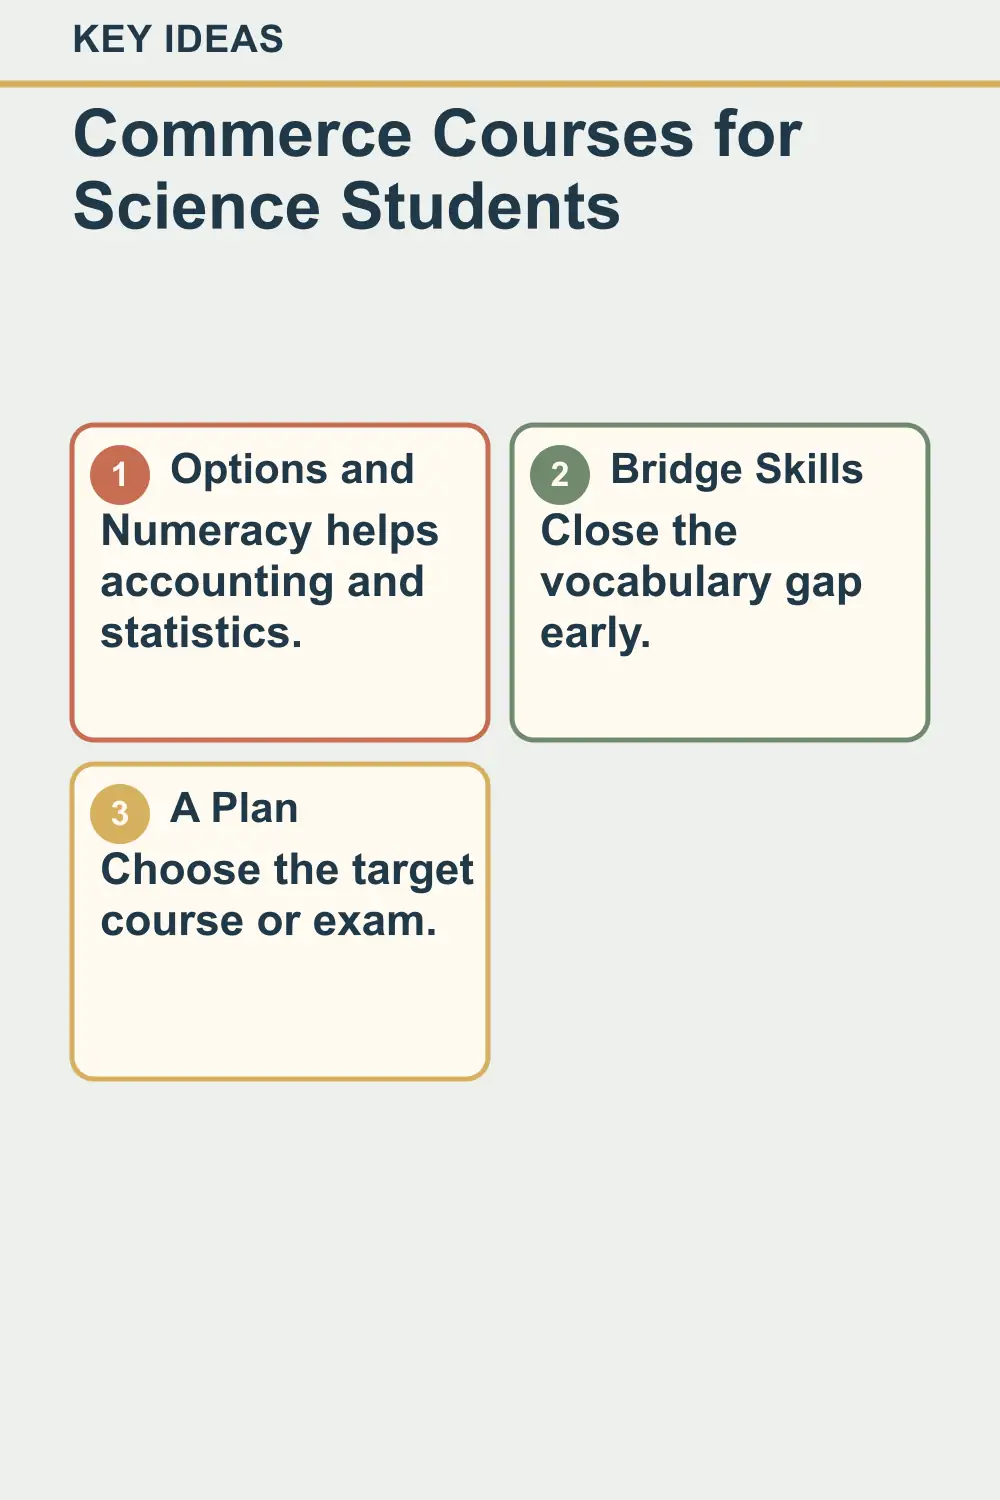 KEY IDEAS
Commerce Courses for
Science Students
1 Options and
Numeracy helps
accounting and
statistics.
2 Bridge Skills
Close the
vocabulary gap
early.
3 A Plan
Choose the target
course or exam.